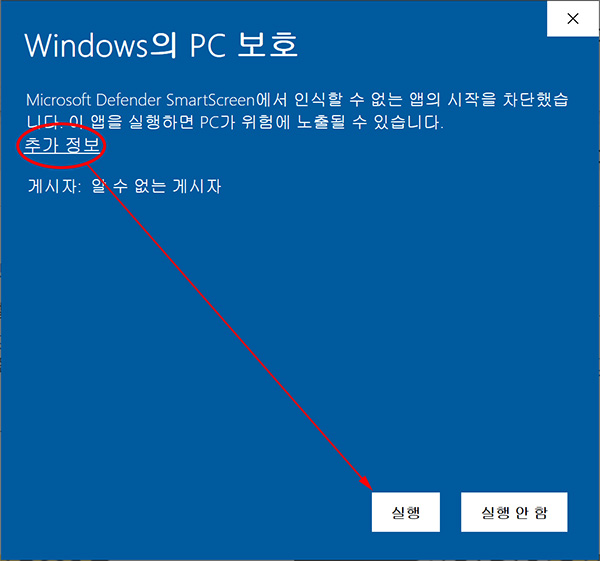 Windows의 PC 보호
Microsoft Defender SmartScreen에서 인식할 수 없는 앱의 시작을 차단했습
니다. 이 앱을 실행하면 PC가 위험에 노출될 수 있습니다.
추가 정보
게시자: 알 수 없는 게시자
실행 실행 안 함